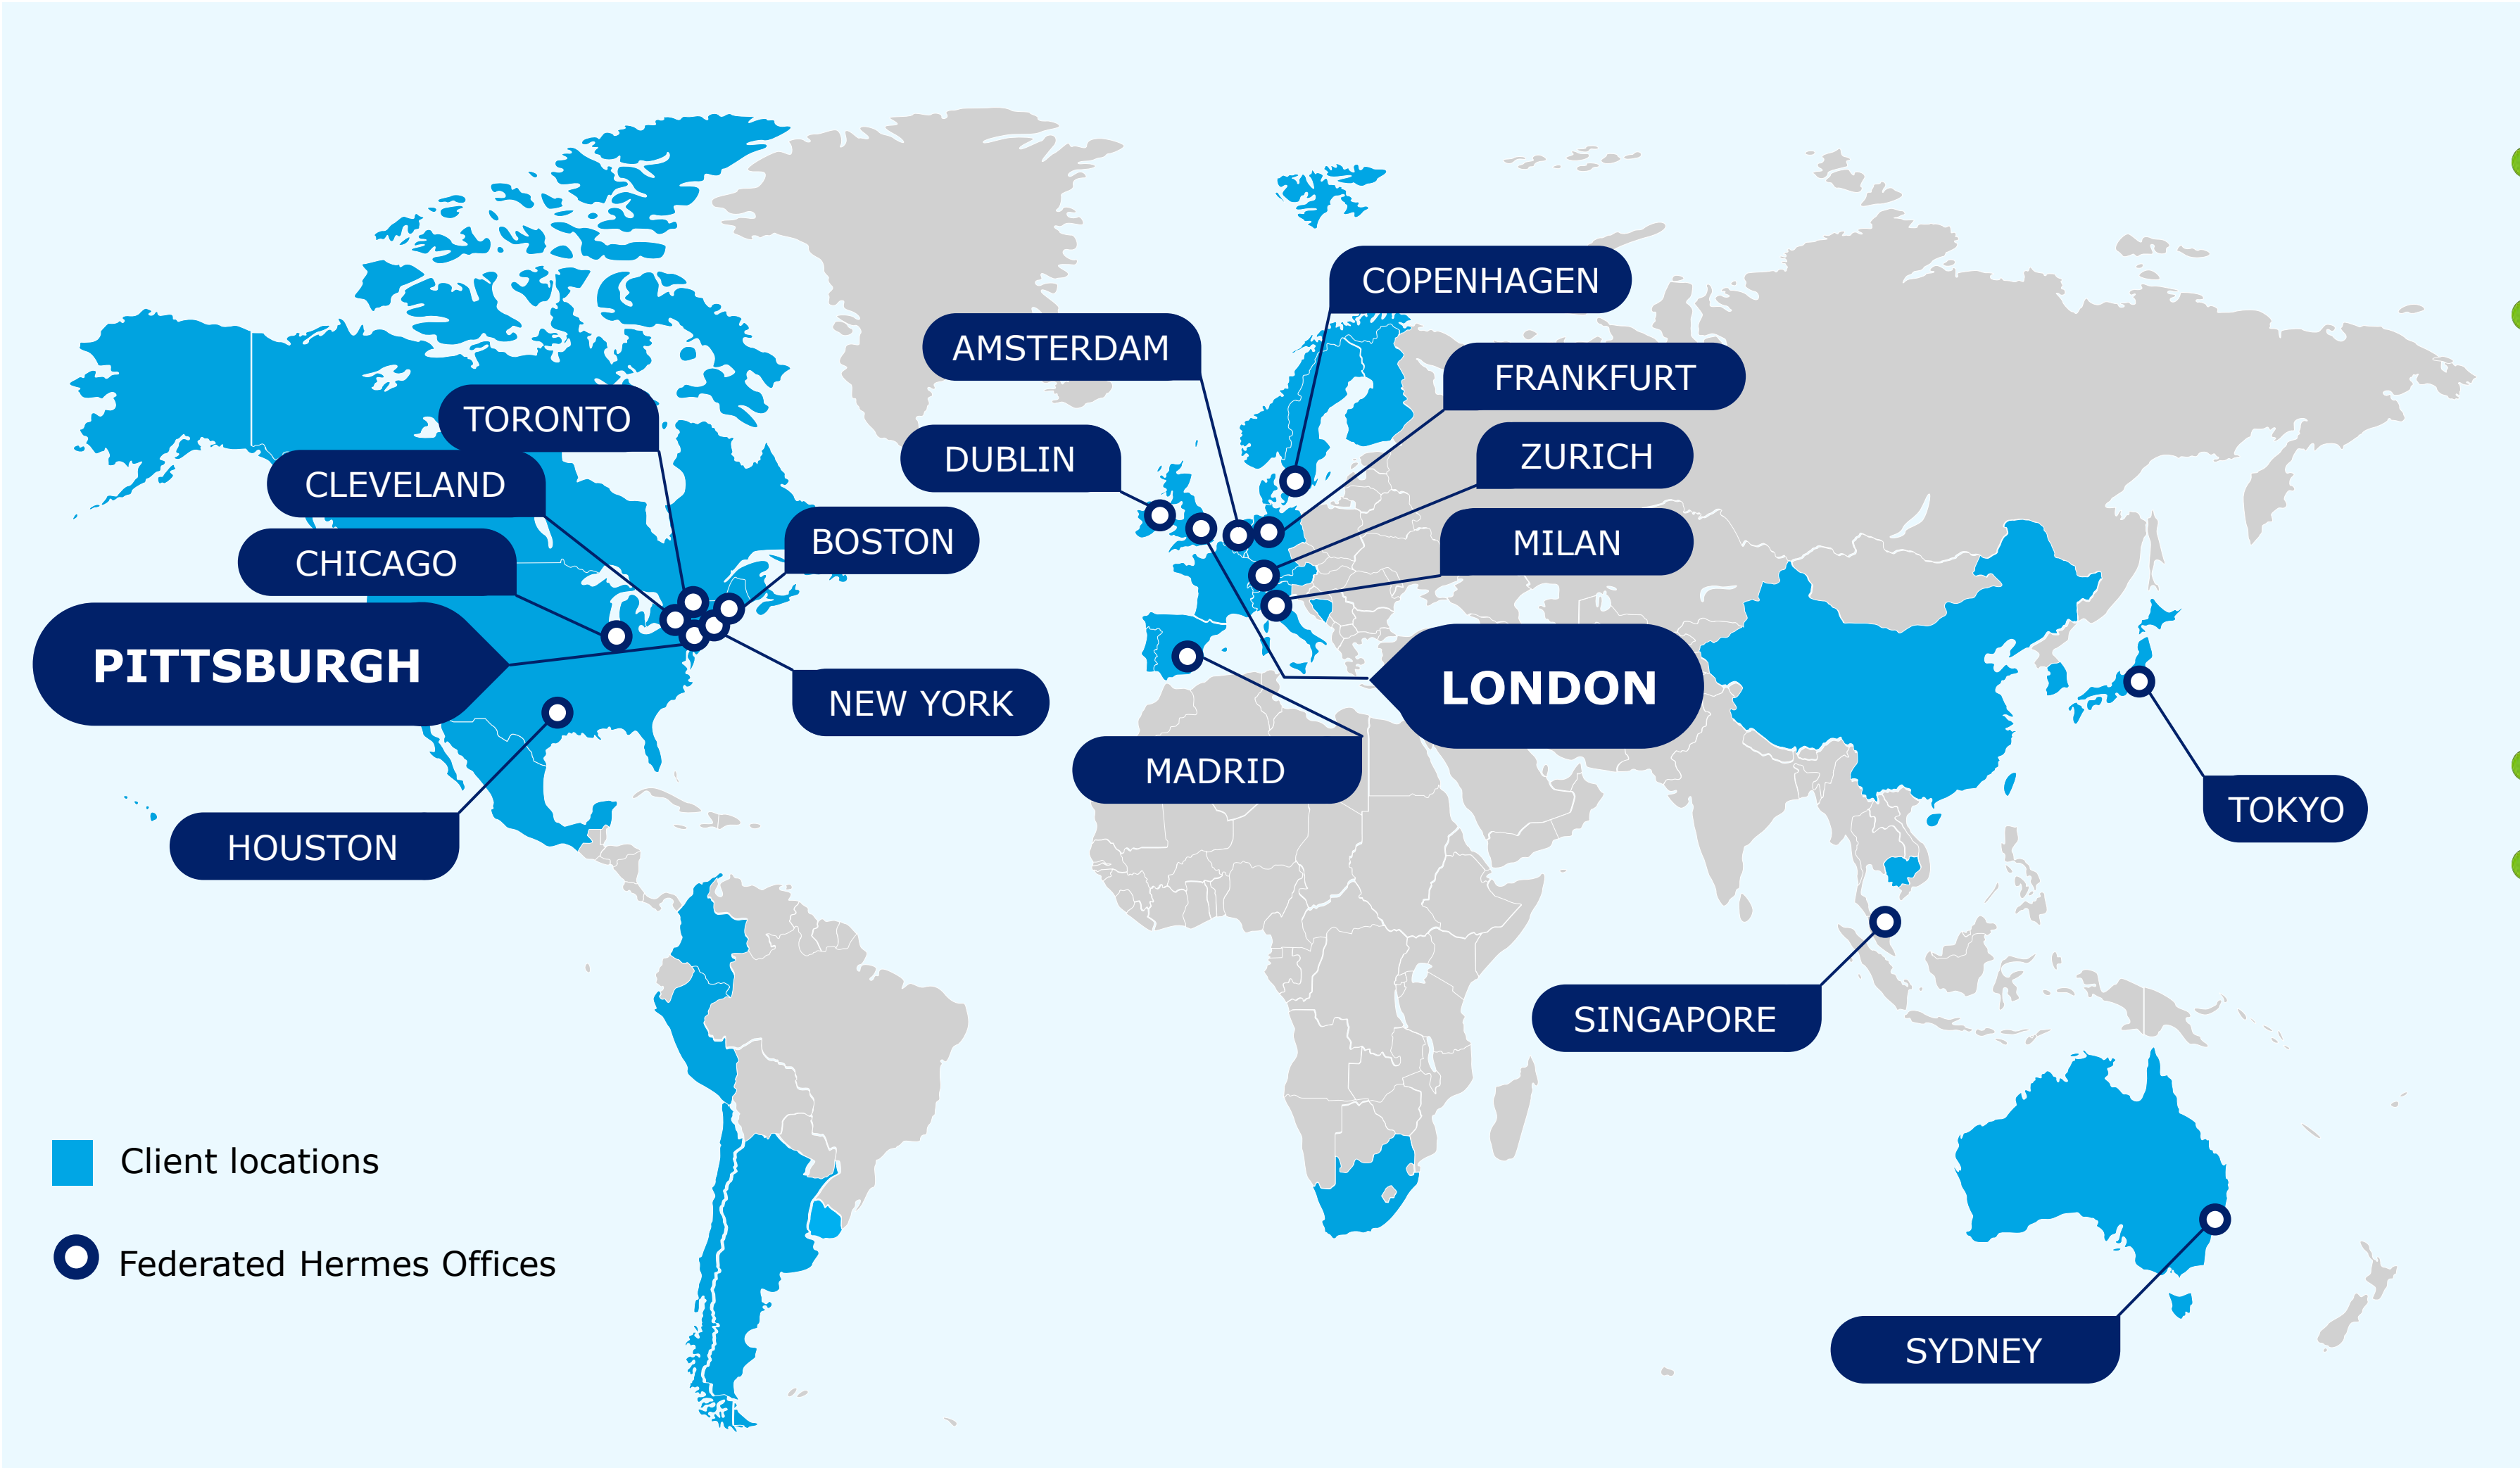 COPENHAGEN
AMSTERDAM
FRANKFURT
TORONTO
DUBLIN
ZURICH
CLEVELAND
BOSTON
MILAN
CHICAGO
PITTSBURGH
LONDON
NEW YORK
MADRID
TOKYO
HOUSTON
SINGAPORE
Client locations
Federated Hermes Offices
SYDNEY